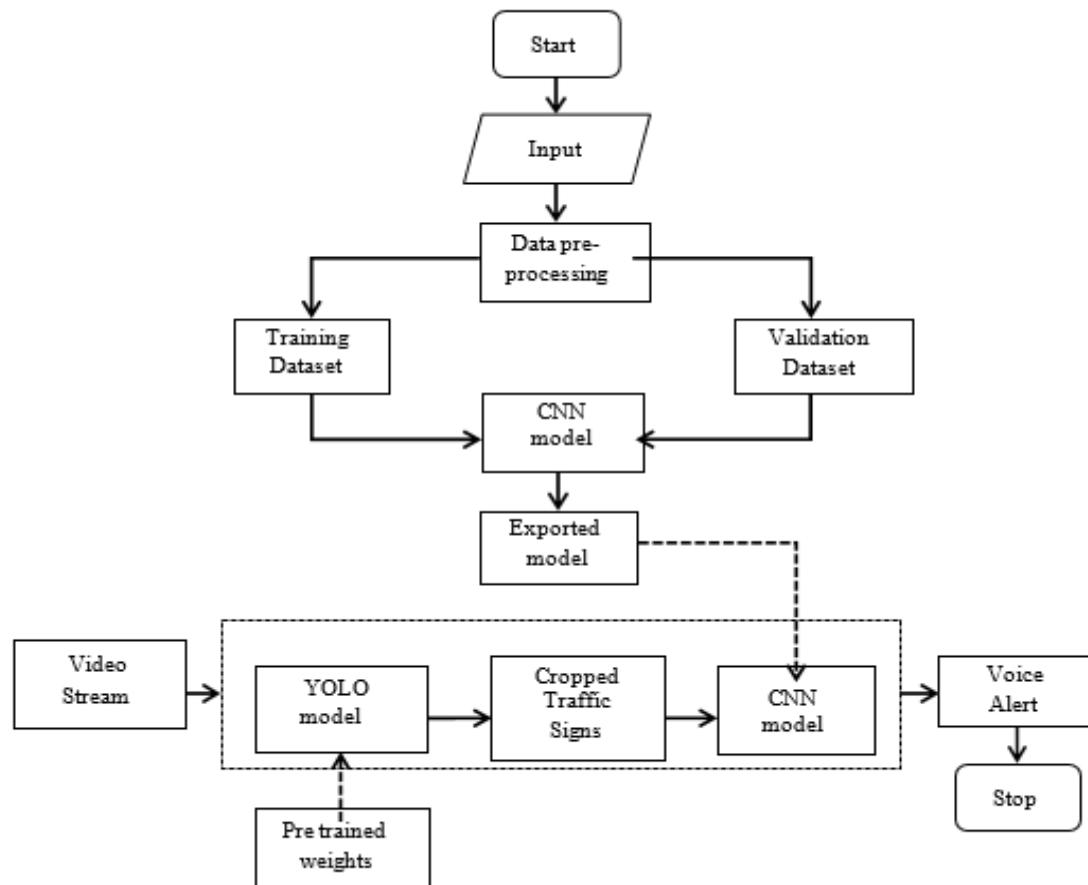 Start
Input
Data pre-
processing
Training
Dataset
Validation
Dataset
CNN
model
Exported
model
Video
Stream
YOLO
model
Cropped
Traffic
Signs
CNN
model
Voice
Alert
Stop
Pre trained
weights